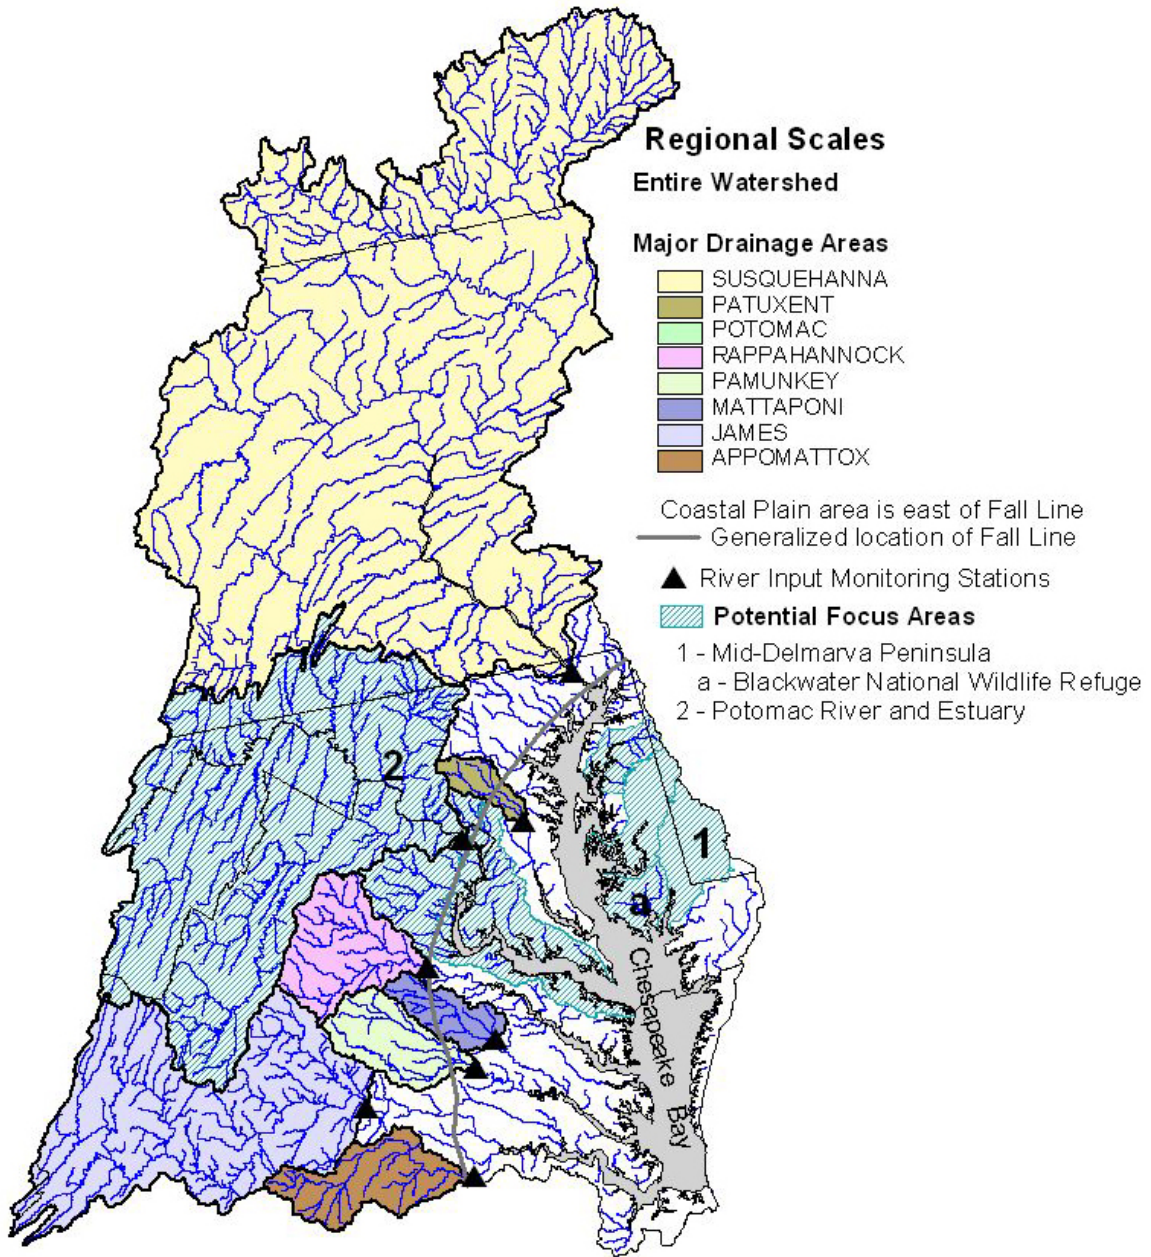 Regional Scales
Entire Watershed
Major Drainage Areas
SUSQUEHANNA
PATUXENT
POTOMAC
RAPPAHANNOCK
PAMUNKEY
MATTAPONI
JAMES
APPOMATTOX
Coastal Plain area is east of Fall Line
Generalized location of Fall Line
River Input Monitoring Stations
Potential Focus Areas
1 - Mid-Delmarva Peninsula
a - Blackwater National Wildlife Refuge
2 - Potomac River and Estuary
2
1
a
Chesapeake Bay